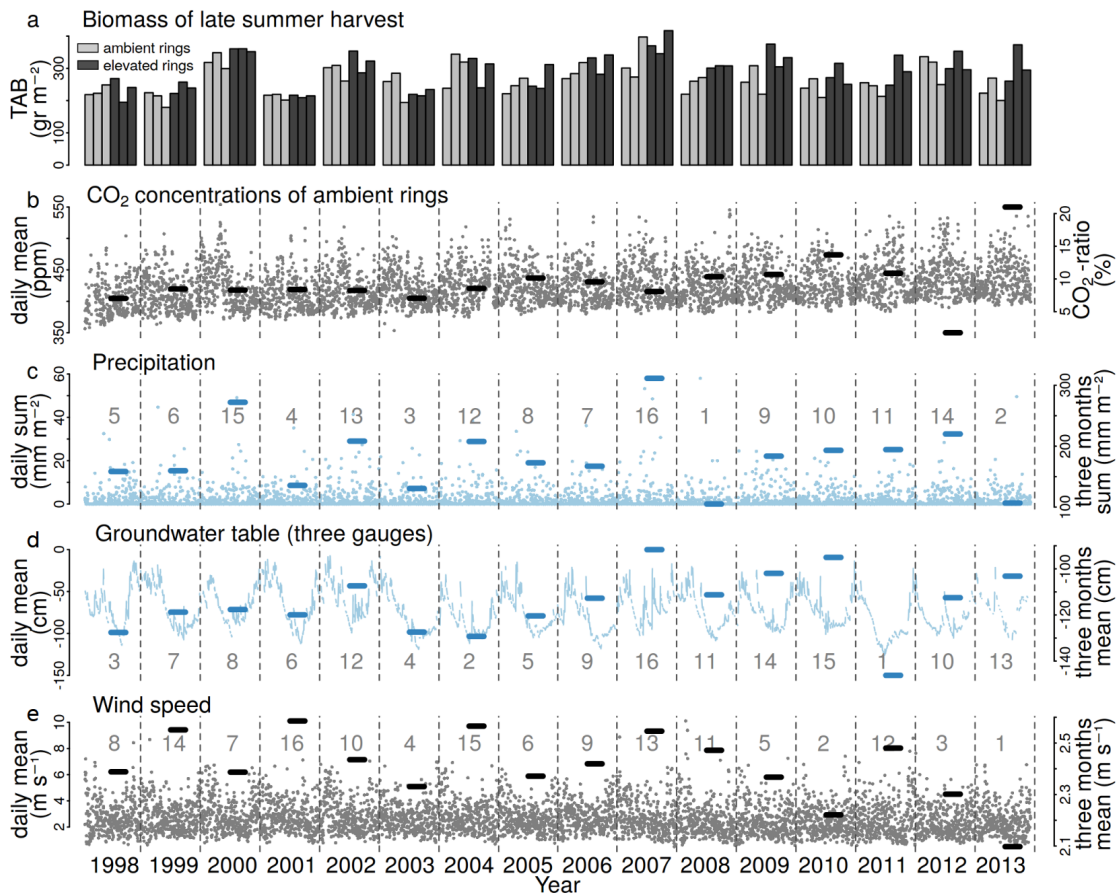 a Biomass of late summer harvest
TAB
(gr m⁻²)
0 100 300
ambient rings
elevated rings
b CO₂ concentrations of ambient rings
daily mean
(ppm)
350 450 550
5 10 15 20
CO₂ -ratio
(%)
c Precipitation
daily sum
(mm m⁻²)
0 20 40 60
5 6 15 4 13 3 12 8 7 16 1 9 10 11 14 2
100 200 300
three months
sum (mm m⁻²)
d Groundwater table (three gauges)
daily mean
(cm)
-150 -100 -50 0
3 7 8 6 12 4 2 5 9 16 11 14 15 1 10 13
-140 -120 -100
three months
mean (cm)
e Wind speed
daily mean
(m s⁻¹)
2 4 6 8 10
8 14 7 16 10 4 15 6 9 13 11 5 2 12 3 1
2.1 2.3 2.5
three months
mean (m s⁻¹)
1998 1999 2000 2001 2002 2003 2004 2005 2006 2007 2008 2009 2010 2011 2012 2013
Year